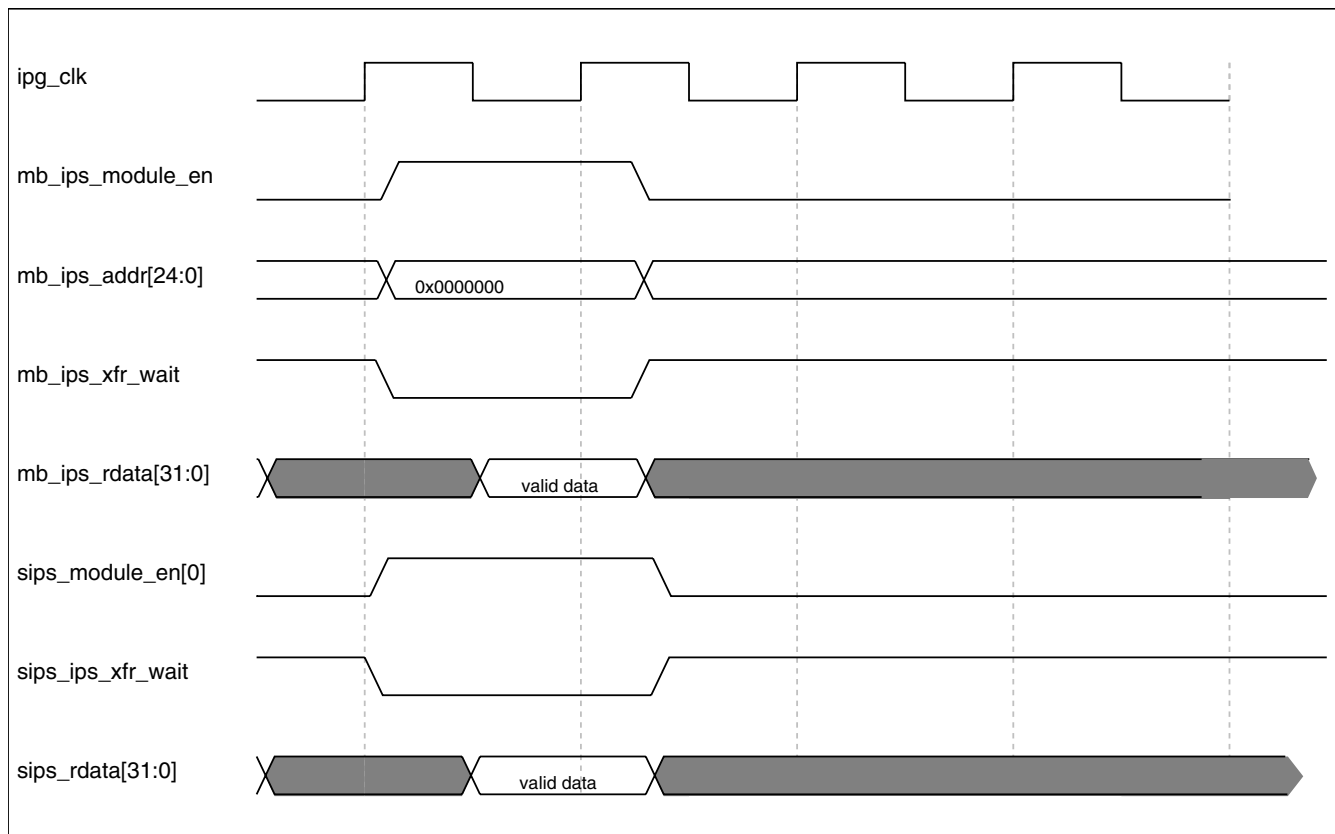 ipg_clk
mb_ips_module_en
mb_ips_addr[24:0]
0x0000000
mb_ips_xfr_wait
mb_ips_rdata[31:0]
valid data
sips_module_en[0]
sips_ips_xfr_wait
sips_rdata[31:0]
valid data